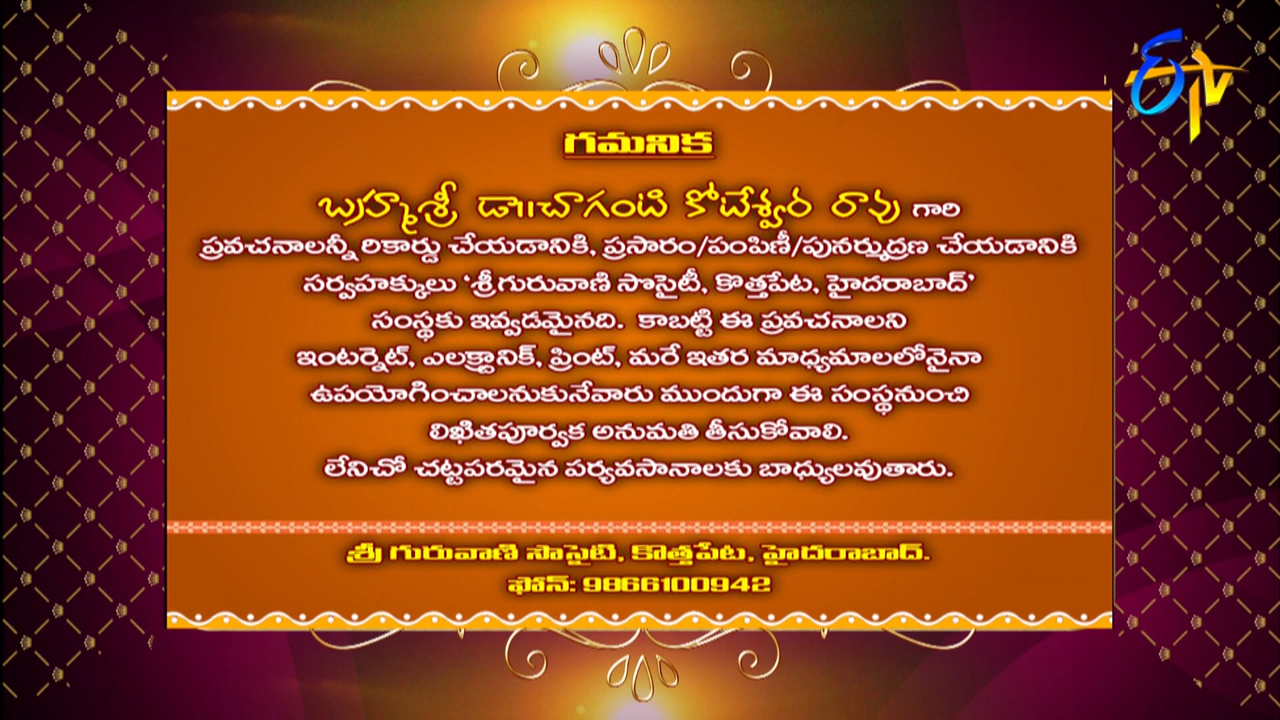 ETV
గమనిక
బ్రహ్మశ్రీ డా॥చాగంటి కోటేశ్వర రావు గారి
ప్రవచనాలన్నీ రికార్డు చేయడానికి, ప్రసారం/పంపిణీ/పునర్ముద్రణ చేయడానికి
సర్వహక్కులు ‘శ్రీగురువాణి సొసైటీ, కొత్తపేట, హైదరాబాద్’
సంస్థకు ఇవ్వడమైనది. కాబట్టి ఈ ప్రవచనాలని
ఇంటర్నెట్, ఎలక్ట్రానిక్, ప్రింట్, మరే ఇతర మాధ్యమాలలోనైనా
ఉపయోగించాలనుకునేవారు ముందుగా ఈ సంస్థనుంచి
లిఖితపూర్వక అనుమతి తీసుకోవాలి.
లేనిచో చట్టపరమైన పర్యవసానాలకు బాధ్యులవుతారు.
శ్రీ గురువాణి సొసైటి, కొత్తపేట, హైదరాబాద్.
ఫోన్: 9866100942